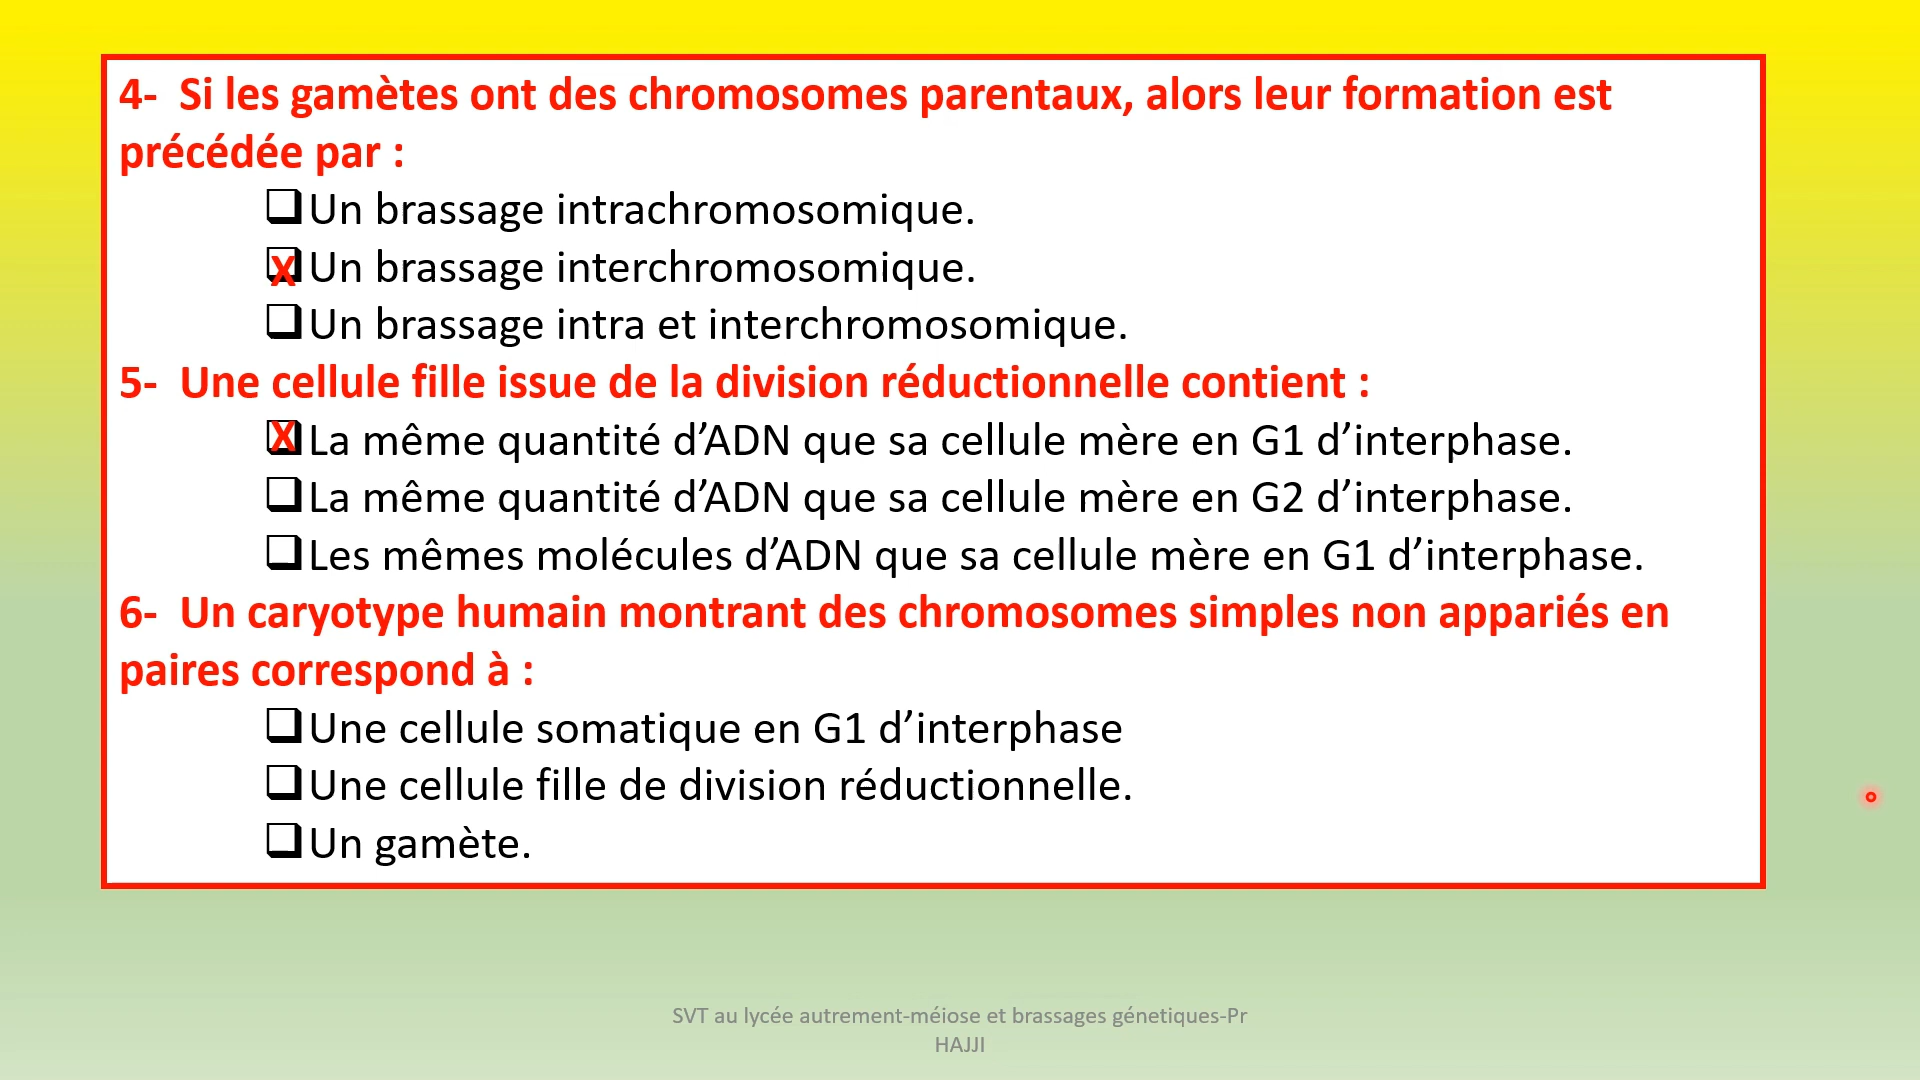 4- Si les gamètes ont des chromosomes parentaux, alors leur formation est
précédée par :
❑Un brassage intrachromosomique.
❑X Un brassage interchromosomique.
❑Un brassage intra et interchromosomique.
5- Une cellule fille issue de la division réductionnelle contient :
❑X La même quantité d’ADN que sa cellule mère en G1 d’interphase.
❑La même quantité d’ADN que sa cellule mère en G2 d’interphase.
❑Les mêmes molécules d’ADN que sa cellule mère en G1 d’interphase.
6- Un caryotype humain montrant des chromosomes simples non appariés en
paires correspond à :
❑Une cellule somatique en G1 d’interphase
❑Une cellule fille de division réductionnelle.
❑Un gamète.
SVT au lycée autrement-méiose et brassages génetiques-Pr
HAJJI